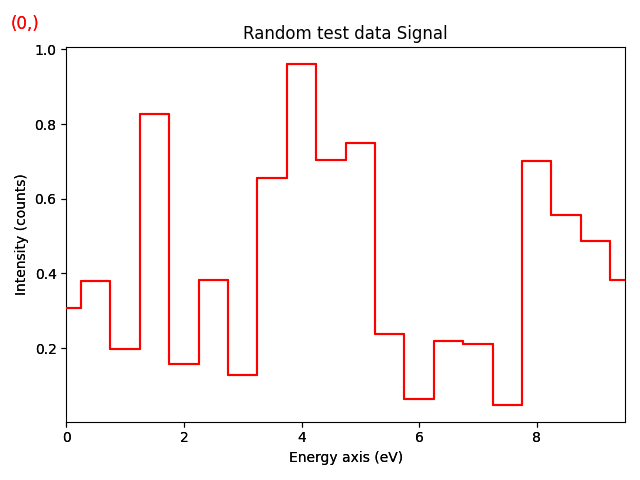 (0,)
Random test data Signal
Intensity (counts)
1.0
0.8
0.6
0.4
0.2
0 2 4 6 8
Energy axis (eV)